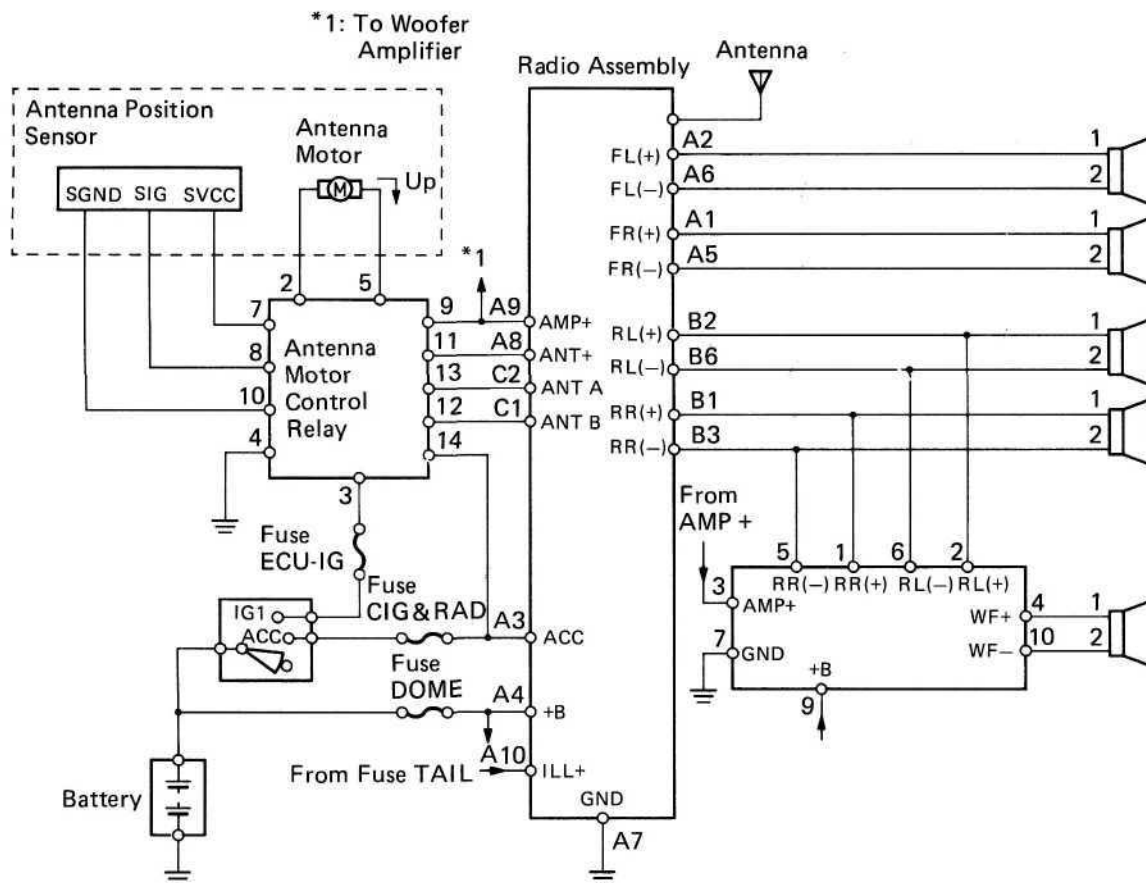 *1: To Woofer
Amplifier
Radio Assembly
Antenna
Antenna Position
Sensor
Antenna
Motor
M
Up
SGND SIG SVCC
*1
2 5
7
8
10
4
Antenna
Motor
Control
Relay
9
11
13
12
14
3
A9
A8
C2
C1
AMP+
ANT+
ANT A
ANT B
FL(+) A2 1
FL(−) A6 2
FR(+) A1 1
FR(−) A5 2
RL(+) B2 1
RL(−) B6 2
RR(+) B1 1
RR(−) B3 2
Fuse
ECU-IG
Fuse
CIG&RAD
IG1
ACC
A3 ACC
Fuse
DOME
A4 +B
A10 ILL+
From Fuse TAIL
Battery
GND
A7
From
AMP +
5 1 6 2
RR(−) RR(+) RL(−) RL(+)
3 AMP+
7 GND
WF+ 4 1
WF− 10 2
+B
9